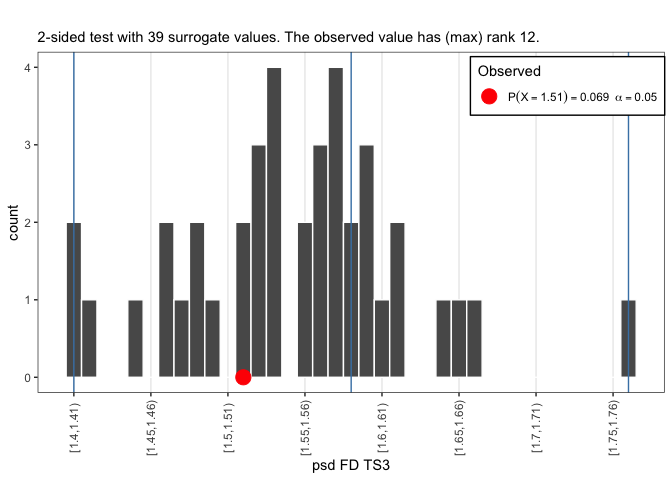 2-sided test with 39 surrogate values. The observed value has (max) rank 12.
Observed
P(X = 1.51) = 0.069 α = 0.05
count
4
3
2
1
0
[1.4,1.41)
[1.45,1.46)
[1.5,1.51)
[1.55,1.56)
[1.6,1.61)
[1.65,1.66)
[1.7,1.71)
[1.75,1.76)
psd FD TS3